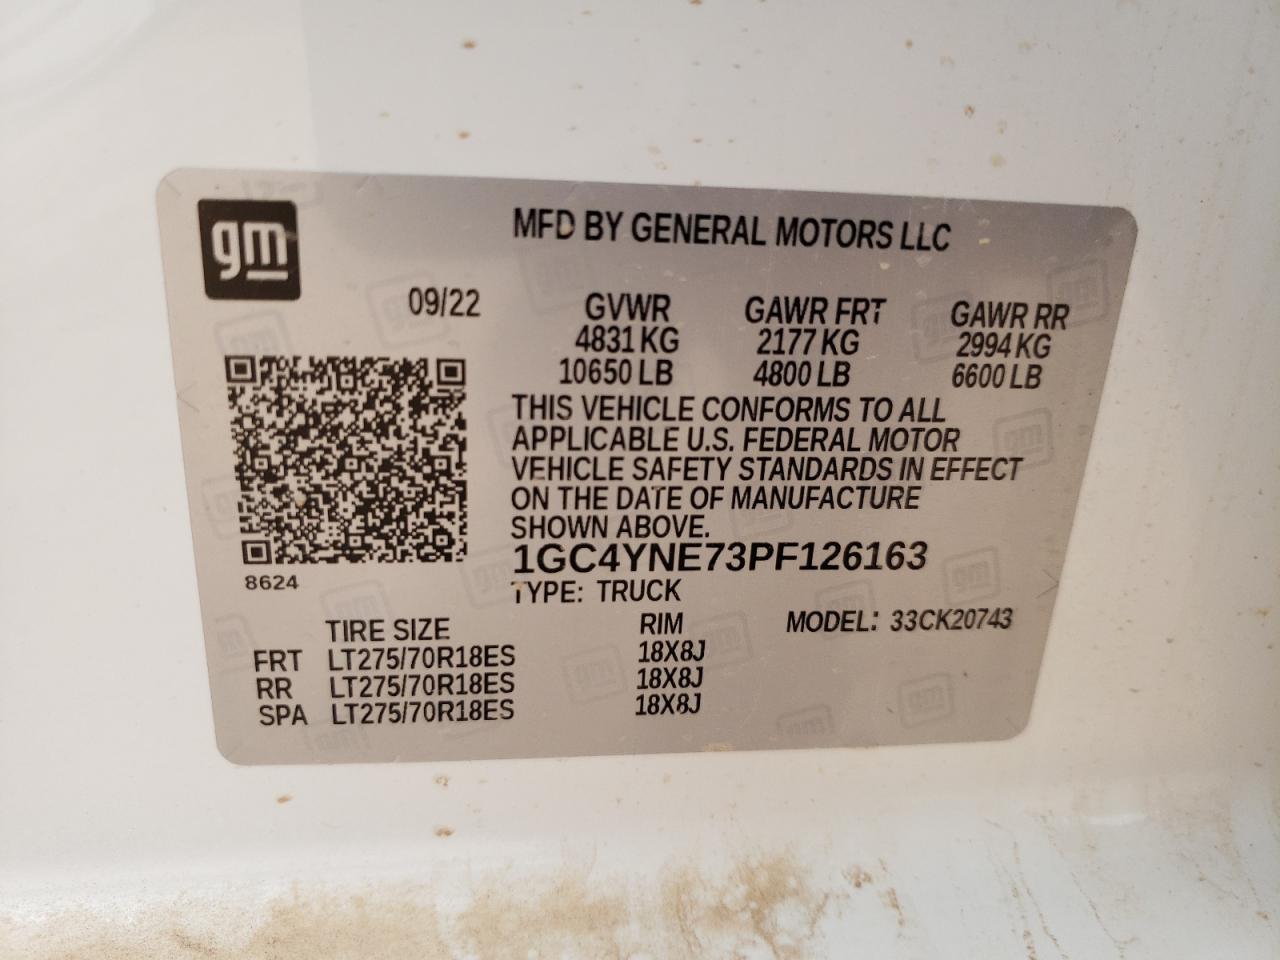 gm
MFD BY GENERAL MOTORS LLC
09/22
GVWR GAWR FRT GAWR RR
4831 KG 2177 KG 2994 KG
10650 LB 4800 LB 6600 LB
THIS VEHICLE CONFORMS TO ALL
APPLICABLE U.S. FEDERAL MOTOR
VEHICLE SAFETY STANDARDS IN EFFECT
ON THE DATE OF MANUFACTURE
SHOWN ABOVE.
1GC4YNE73PF126163
8624
TYPE: TRUCK
MODEL: 33CK20743
TIRE SIZE RIM
FRT LT275/70R18ES 18X8J
RR LT275/70R18ES 18X8J
SPA LT275/70R18ES 18X8J